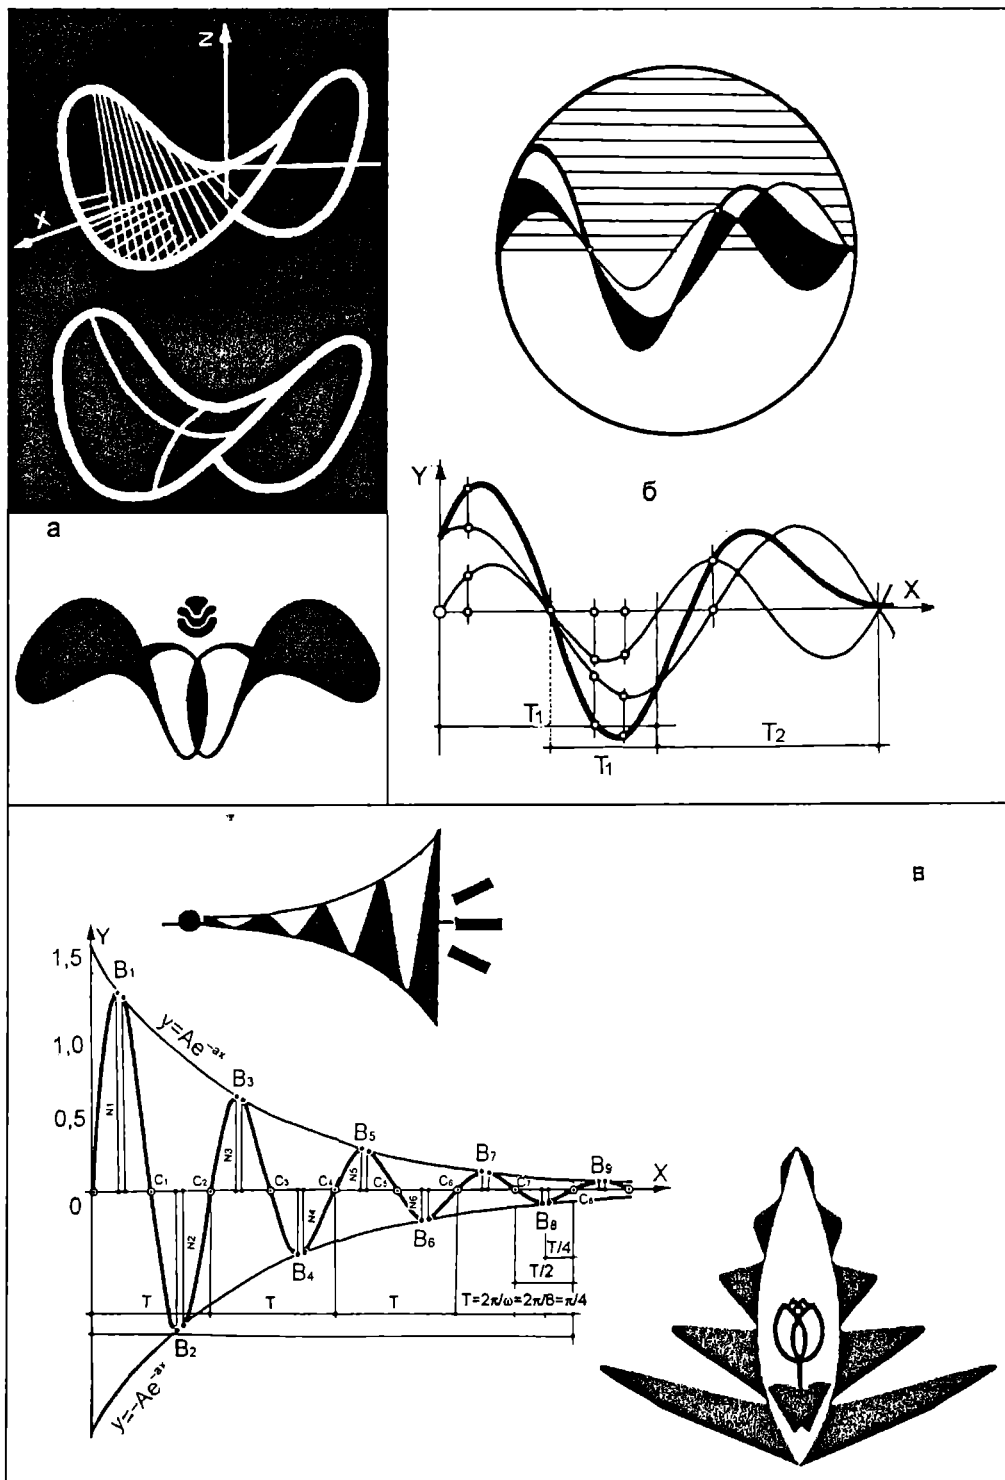 Z
X
а
б
Y
X
T₁
T₂
T₁
в
Y
1,5
B₁
y=Ae⁻ᵃˣ
1,0
B₃
0,5
B₅
N1
N3
N5
B₇
B₉
X
C₁
C₂
C₃
C₄
C₅
C₆
C₇
C₈
0
N2
N4
N6
B₈
B₆
B₄
T/4
T/2
T
T
T
T=2π/ω=2π/8=π/4
B₂
y=-Ae⁻ᵃˣ